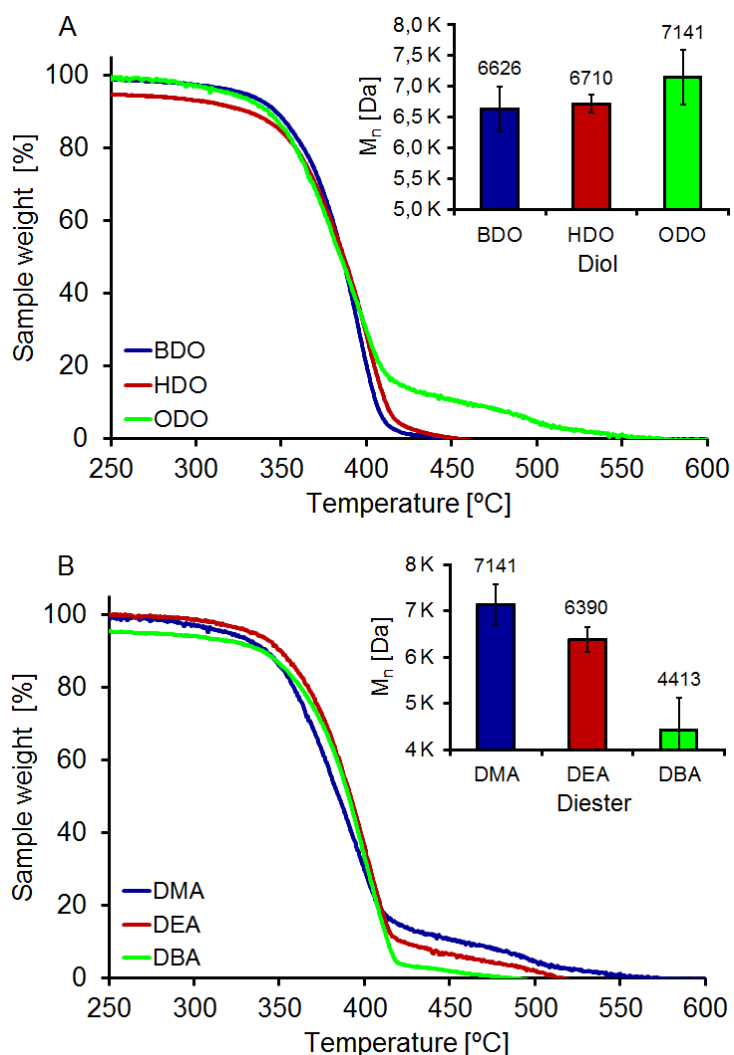 A
Sample weight [%]
100
80
60
40
20
0
250 300 350 400 450 500 550 600
Temperature [ºC]
BDO
HDO
ODO
Mn [Da]
8,0 K
7,5 K
7,0 K
6,5 K
6,0 K
5,5 K
5,0 K
6626
6710
7141
BDO HDO ODO
Diol
B
Sample weight [%]
100
80
60
40
20
0
250 300 350 400 450 500 550 600
Temperature [ºC]
DMA
DEA
DBA
Mn [Da]
8 K
7 K
6 K
5 K
4 K
7141
6390
4413
DMA DEA DBA
Diester